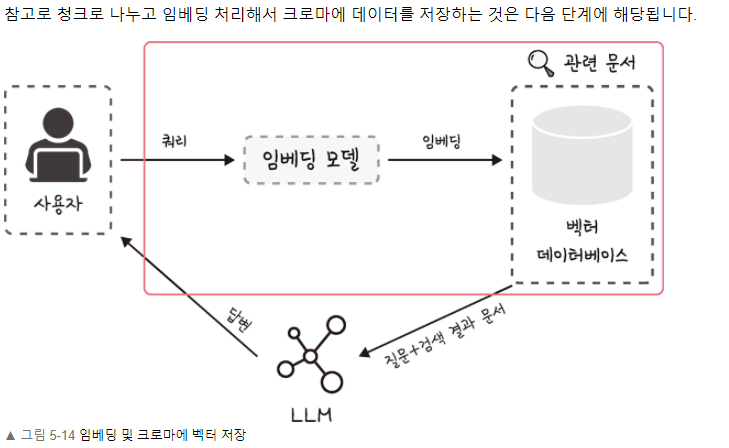 참고로 청크로 나누고 임베딩 처리해서 크로마에 데이터를 저장하는 것은 다음 단계에 해당됩니다.
관련 문서
쿼리
임베딩 모델
임베딩
사용자
벡터
데이터베이스
답변
질문+검색 결과 문서
LLM
▲ 그림 5-14 임베딩 및 크로마에 벡터 저장